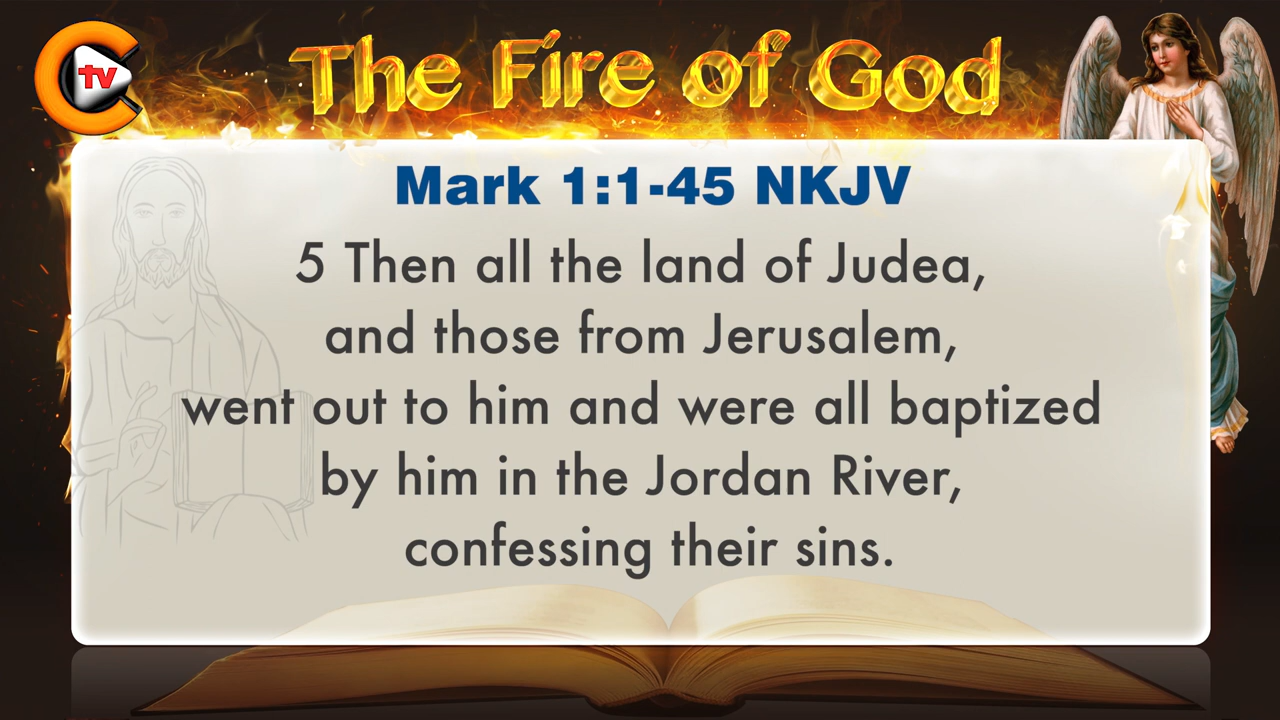 tv
The Fire of God
Mark 1:1-45 NKJV
5 Then all the land of Judea,
and those from Jerusalem,
went out to him and were all baptized
by him in the Jordan River,
confessing their sins.